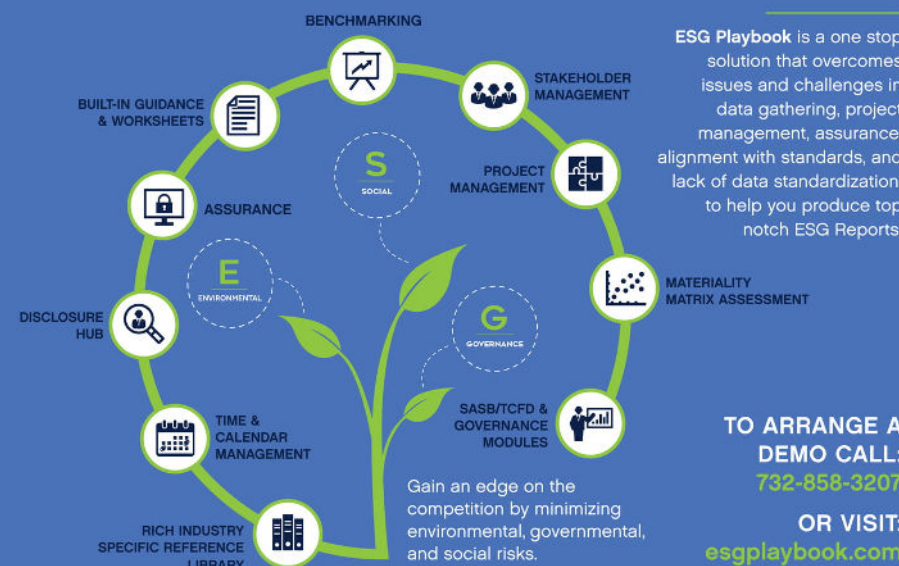 BENCHMARKING
STAKEHOLDER
MANAGEMENT
BUILT-IN GUIDANCE
& WORKSHEETS
PROJECT
MANAGEMENT
ASSURANCE
S
SOCIAL
E
ENVIRONMENTAL
G
GOVERNANCE
MATERIALITY
MATRIX ASSESSMENT
DISCLOSURE
HUB
TIME &
CALENDAR
MANAGEMENT
SASB/TCFD &
GOVERNANCE
MODULES
RICH INDUSTRY
SPECIFIC REFERENCE
LIBRARY
Gain an edge on the
competition by minimizing
environmental, governmental,
and social risks.
ESG Playbook is a one stop
solution that overcomes
issues and challenges in
data gathering, project
management, assurance
alignment with standards, and
lack of data standardization
to help you produce top
notch ESG Reports
TO ARRANGE A
DEMO CALL:
732-858-3207
OR VISIT:
esgplaybook.com